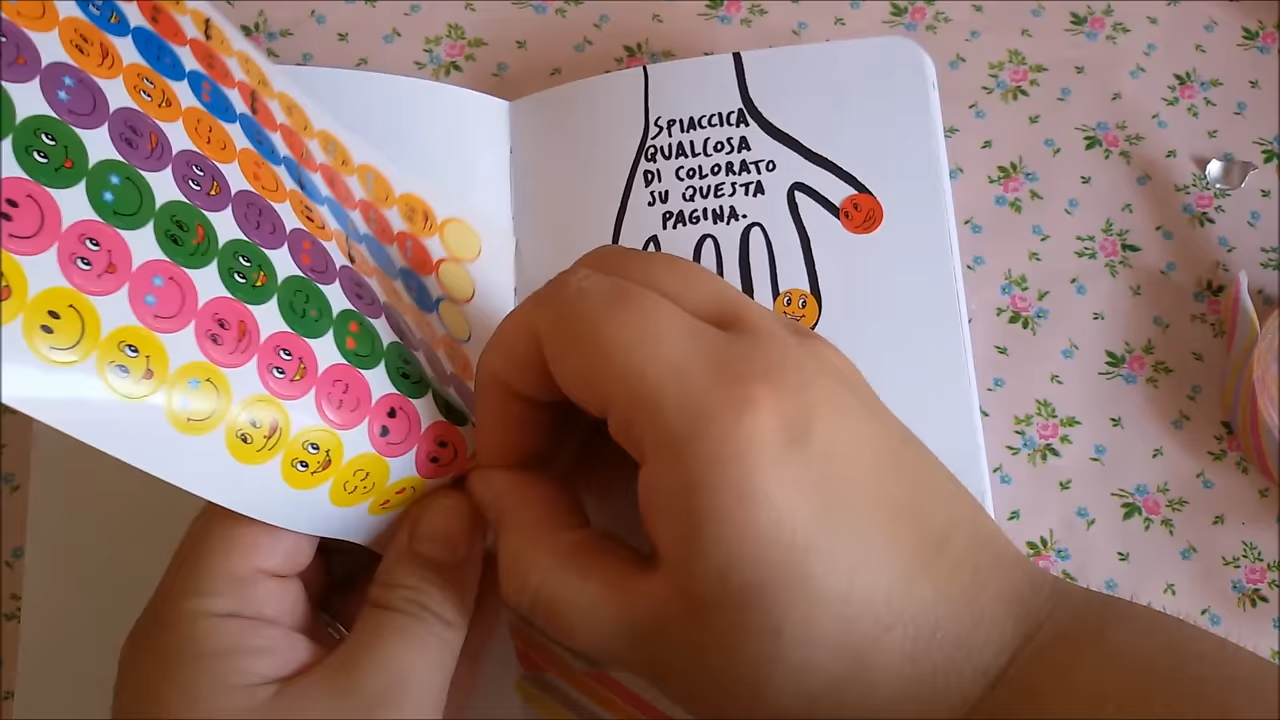 SPIACCICA
QUALCOSA
DI COLORATO
SU QUESTA
PAGINA.